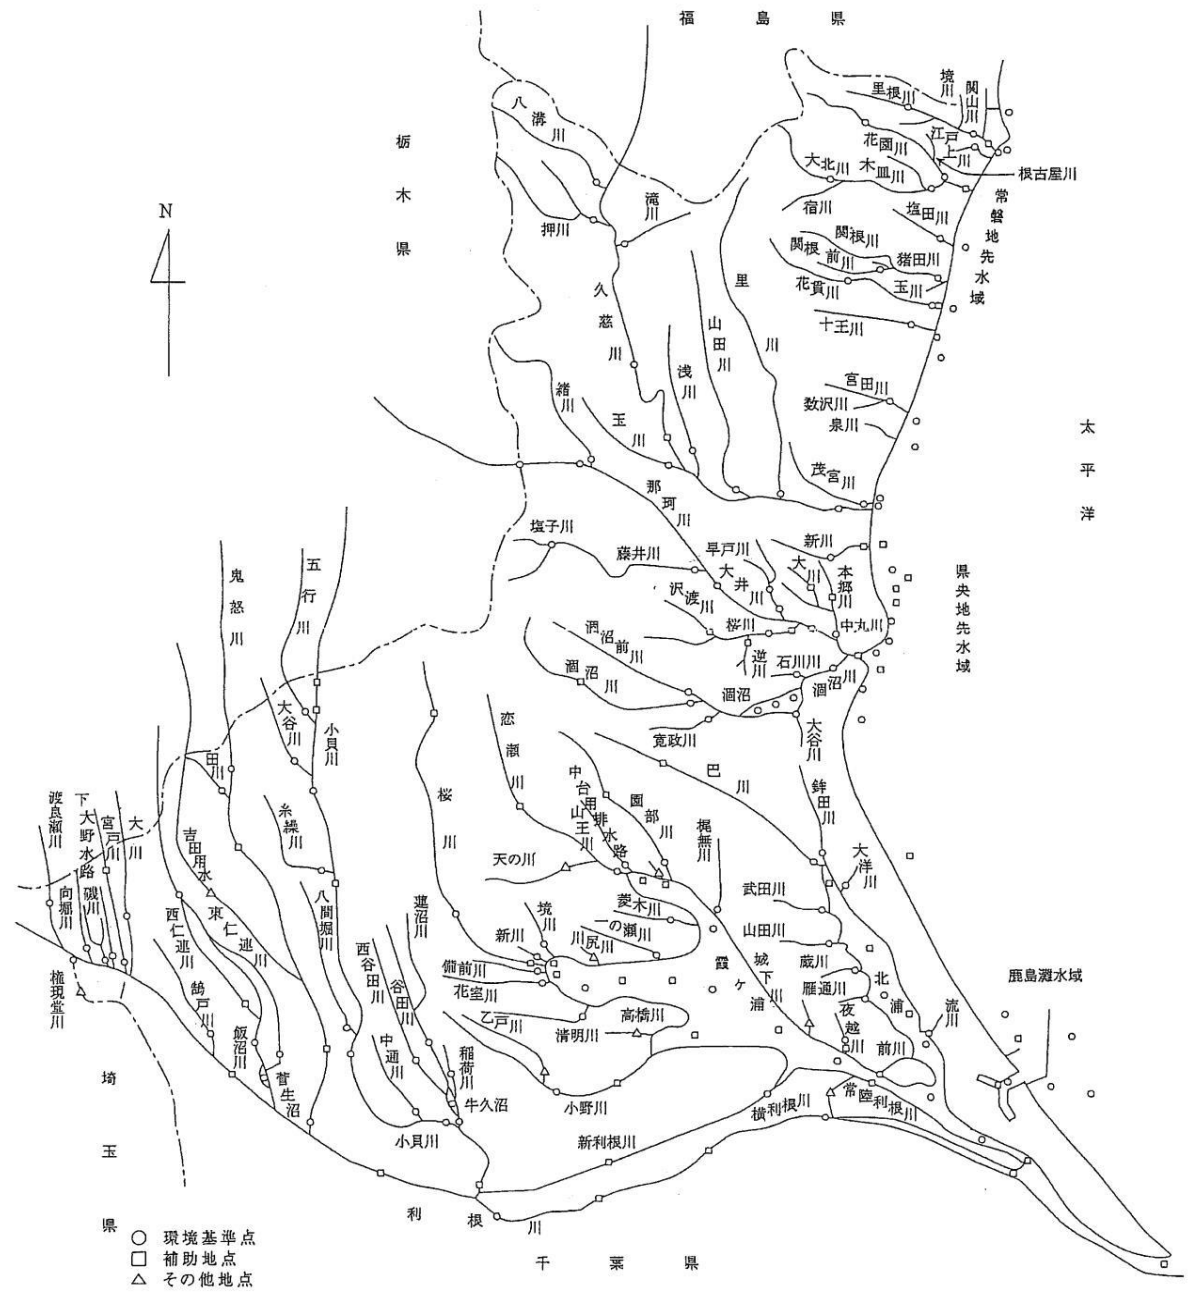 福島県
栃木県
N
八溝川
押川
滝川
久慈川
里川
山田川
浅川
玉川
緒川
里根川
境川
関山川
江戸上川
花園川
木皿川
大北川
根古屋川
宿川
塩田川
常磐地先水域
関根川
関根前川
猪田川
花貫川
玉川
十王川
宮田川
数沢川
泉川
茂宮川
太平洋
那珂川
塩子川
藤井川
早戸川
大井川
新川
大川
本郷川
沢渡川
桜川
中丸川
逆川
石川川
涸沼前川
涸沼川
涸沼
涸沼川
寛政川
大谷川
県央地先水域
鬼怒川
五行川
大谷川
小貝川
田川
糸繰川
桜川
恋瀬川
中台用排水路
山王川
園部川
巴川
梶無川
鉾田川
大洋川
天の川
武田川
山田川
蔵川
雁通川
北浦
夜越川
前川
流川
鹿島灘水域
渡良瀬川
下大野水路
宮戸川
大川
向堀川
磯川
権現堂川
吉田用水
西仁連川
東仁連川
鵠戸川
飯沼川
菅生沼
八間堀川
西谷田川
谷田川
蓮沼川
中通川
稲荷川
牛久沼
小貝川
境川
新川
備前川
花室川
川尻川
一の瀬川
菱木川
霞ヶ浦
城下川
乙戸川
清明川
高橋川
小野川
新利根川
横利根川
常陸利根川
利根川
埼玉県
千葉県
○ 環境基準点
□ 補助地点
△ その他地点